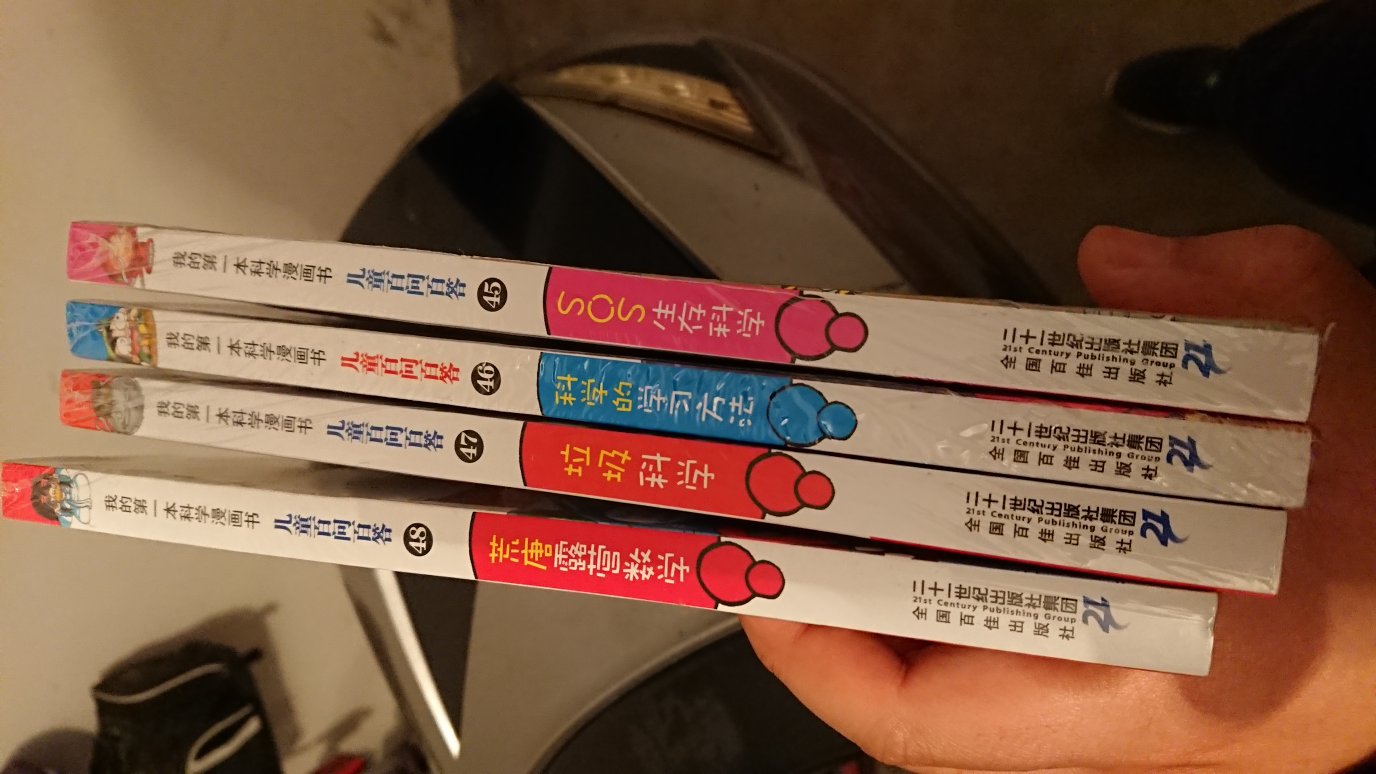 我的第一本科学漫画书
儿童百问百答
45
SOS生存科学
二十一世纪出版社集团
21st Century Publishing Group
全国百佳出版社
21
我的第一本科学漫画书
儿童百问百答
46
科学的学习方法
二十一世纪出版社集团
21st Century Publishing Group
全国百佳出版社
21
我的第一本科学漫画书
儿童百问百答
47
垃圾科学
二十一世纪出版社集团
21st Century Publishing Group
全国百佳出版社
21
我的第一本科学漫画书
儿童百问百答
48
荒唐露营数学
二十一世纪出版社集团
21st Century Publishing Group
全国百佳出版社
21